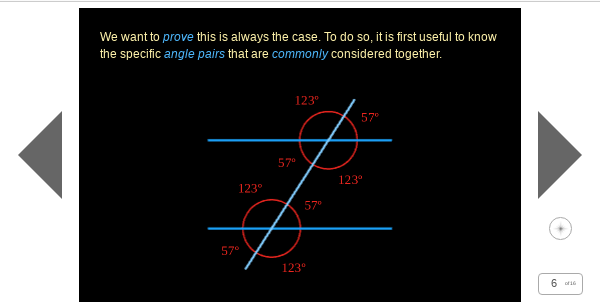 We want to prove this is always the case. To do so, it is first useful to know
the specific angle pairs that are commonly considered together.
123°
57°
57°
123°
123°
57°
57°
123°
6 of 16